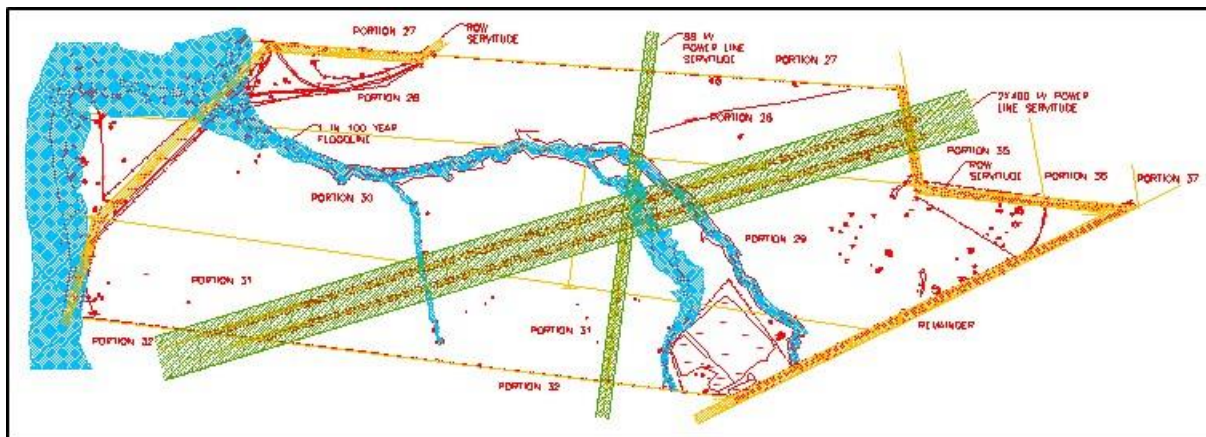 PORTION 27
ROW
SERVITUDE
88 kV
POWER LINE
SERVITUDE
PORTION 27
2X400 kV POWER
LINE SERVITUDE
PORTION 28
PORTION 28
1 IN 100 YEAR
FLOODLINE
PORTION 35
ROW
SERVITUDE
PORTION 36
PORTION 37
PORTION 30
PORTION 29
PORTION 31
PORTION 31
REMAINDER
PORTION 32
PORTION 32